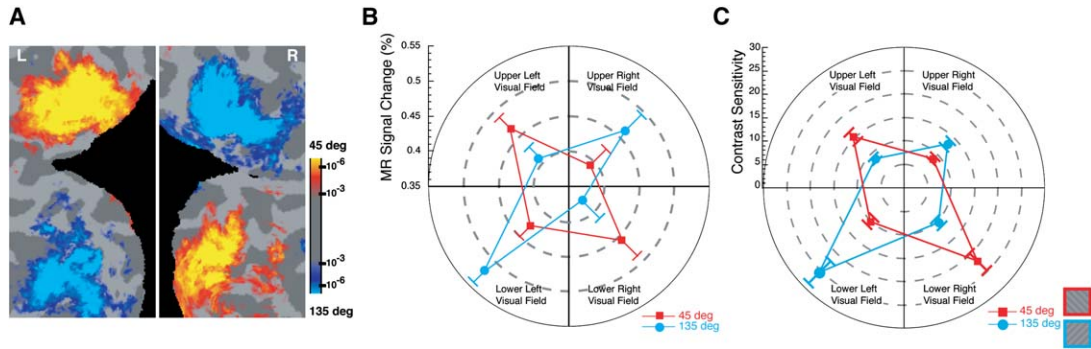 A
L
R
45 deg
10-6
10-3
10-3
10-6
135 deg
B
MR Signal Change (%)
0.55
0.5
0.45
0.4
0.35
Upper Left
Visual Field
Upper Right
Visual Field
Lower Left
Visual Field
Lower Right
Visual Field
45 deg
135 deg
C
Contrast Sensitivity
30
25
20
15
10
5
0
Upper Left
Visual Field
Upper Right
Visual Field
Lower Left
Visual Field
Lower Right
Visual Field
45 deg
135 deg